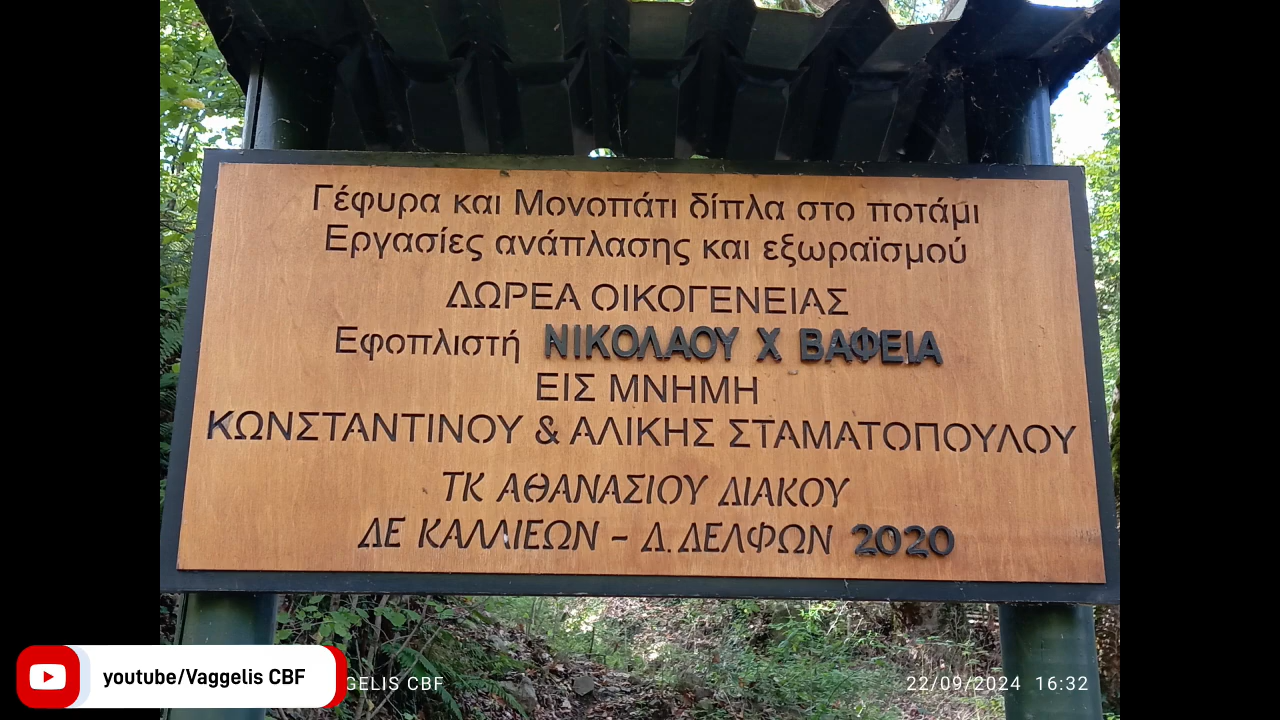 Γέφυρα και Μονοπάτι δίπλα στο ποτάμι
Εργασίες ανάπλασης και εξωραϊσμού
ΔΩΡΕΑ ΟΙΚΟΓΕΝΕΙΑΣ
Εφοπλιστή ΝΙΚΟΛΑΟΥ Χ ΒΑΦΕΙΑ
ΕΙΣ ΜΝΗΜΗ
ΚΩΝΣΤΑΝΤΙΝΟΥ & ΑΛΙΚΗΣ ΣΤΑΜΑΤΟΠΟΥΛΟΥ
ΤΚ ΑΘΑΝΑΣΙΟΥ ΔΙΑΚΟΥ
ΔΕ ΚΑΛΛΙΕΩΝ - Δ. ΔΕΛΦΩΝ 2020
youtube/Vaggelis CBF
CBF
22/09/2024 16:32